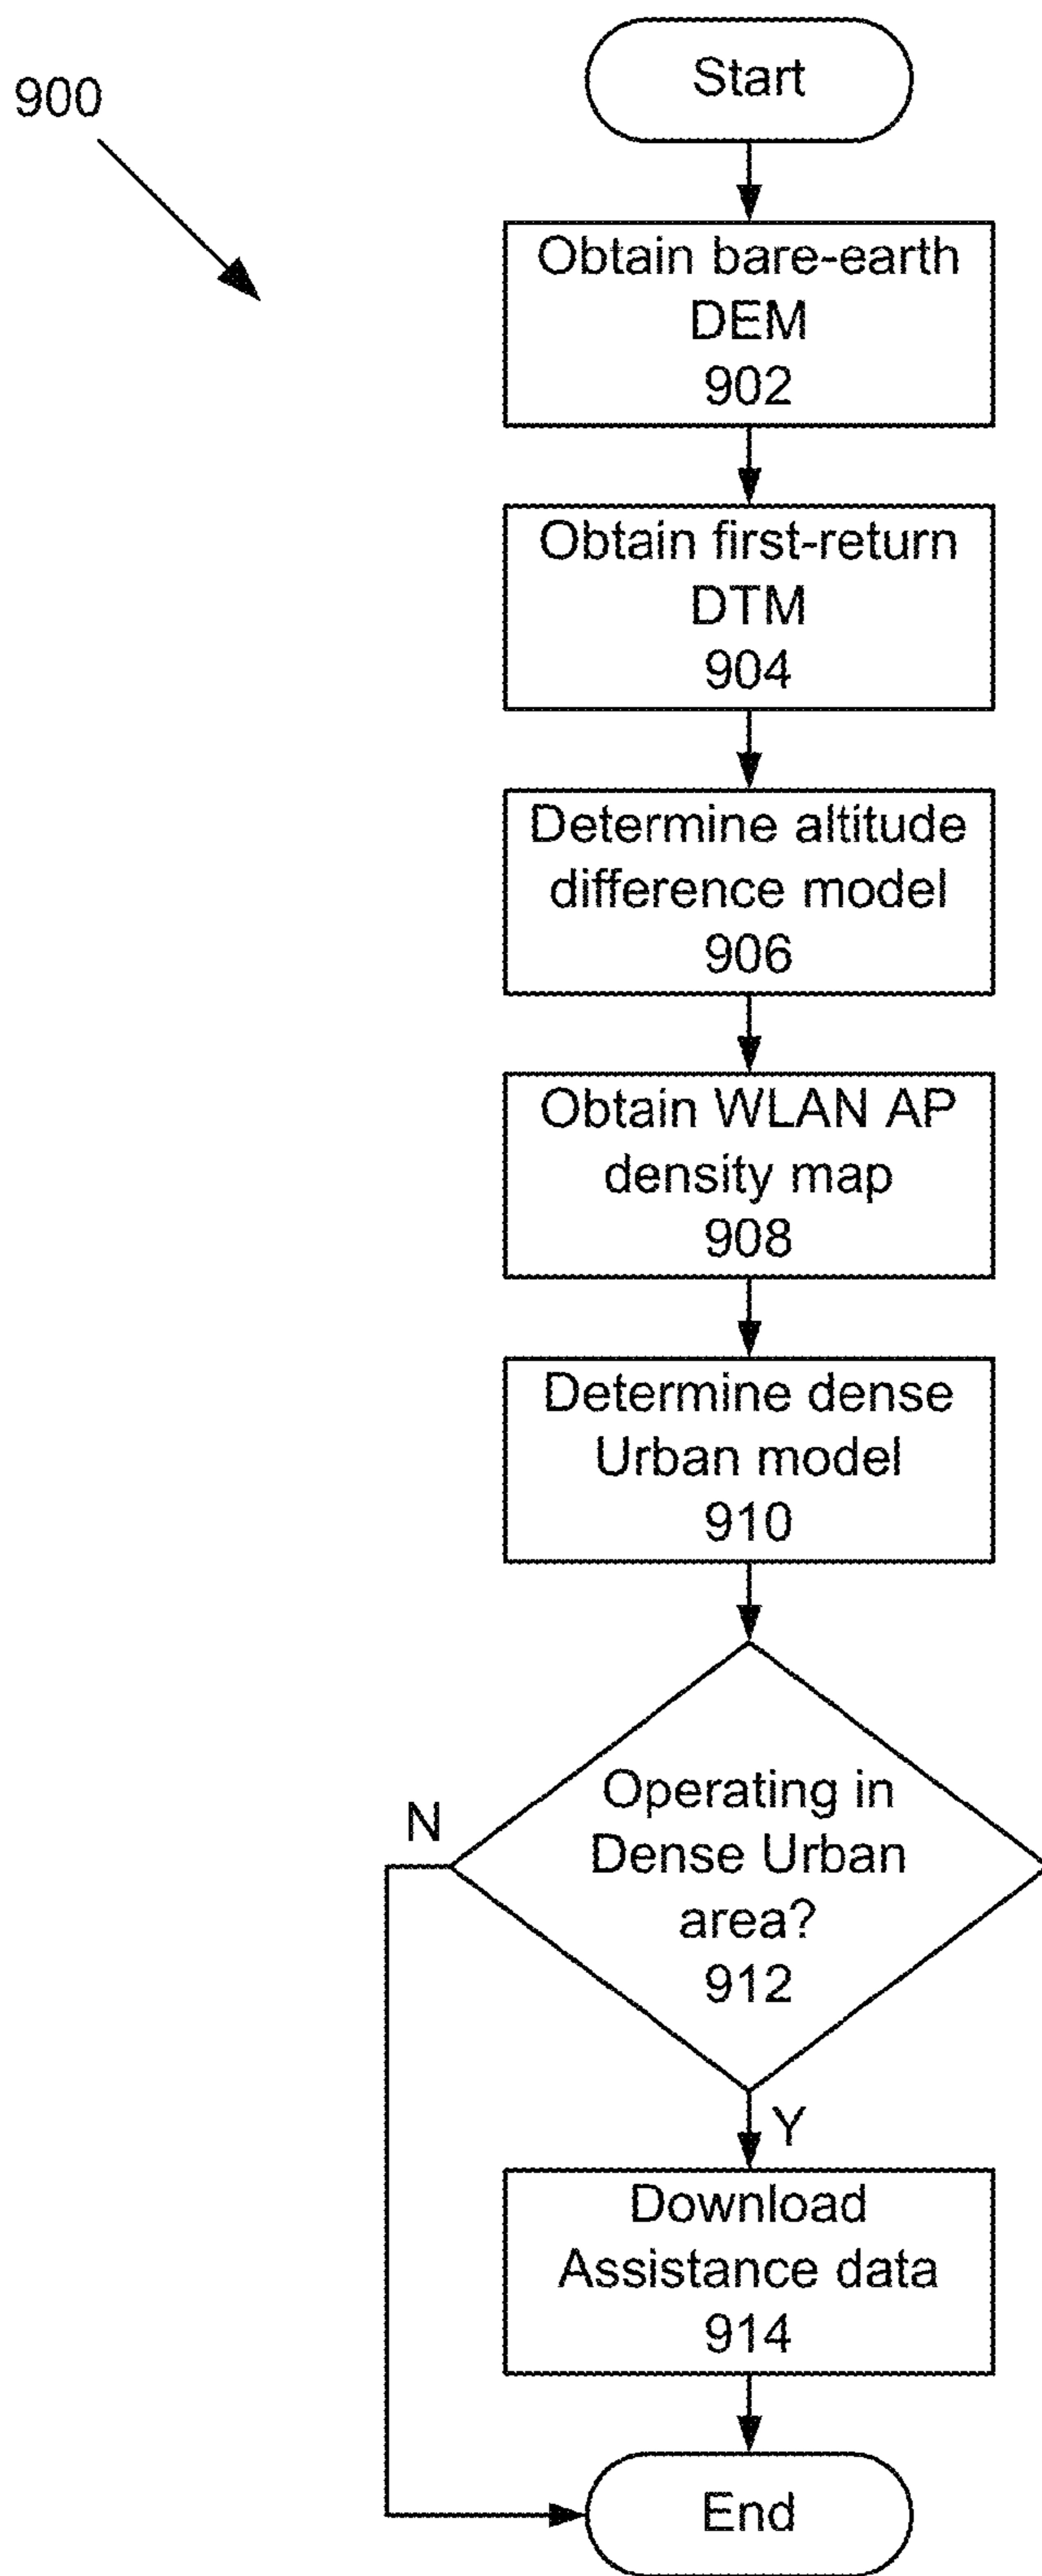 900
Start
Obtain bare-earth
DEM
902
Obtain first-return
DTM
904
Determine altitude
difference model
906
Obtain WLAN AP
density map
908
Determine dense
Urban model
910
Operating in
Dense Urban
area?
912
N
Y
Download
Assistance data
914
End